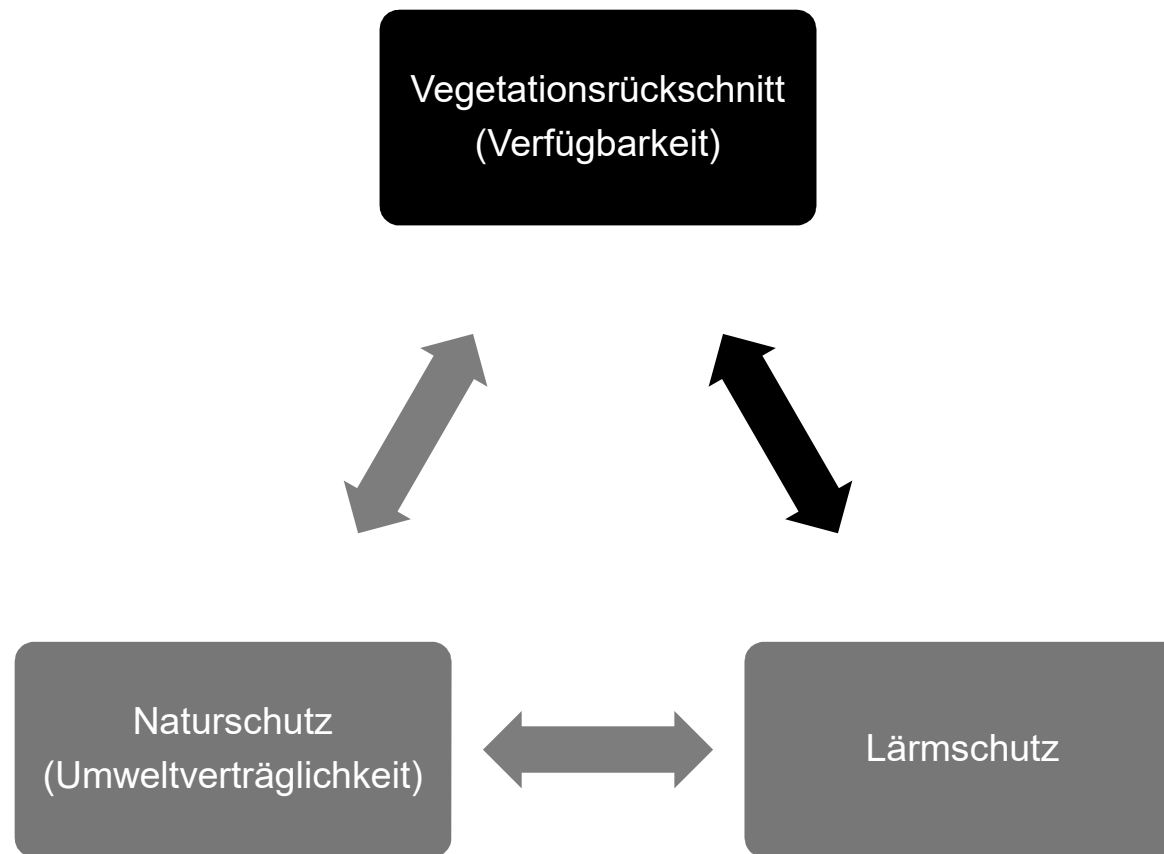 Vegetationsrückschnitt
(Verfügbarkeit)
Naturschutz
(Umweltverträglichkeit)
Lärmschutz